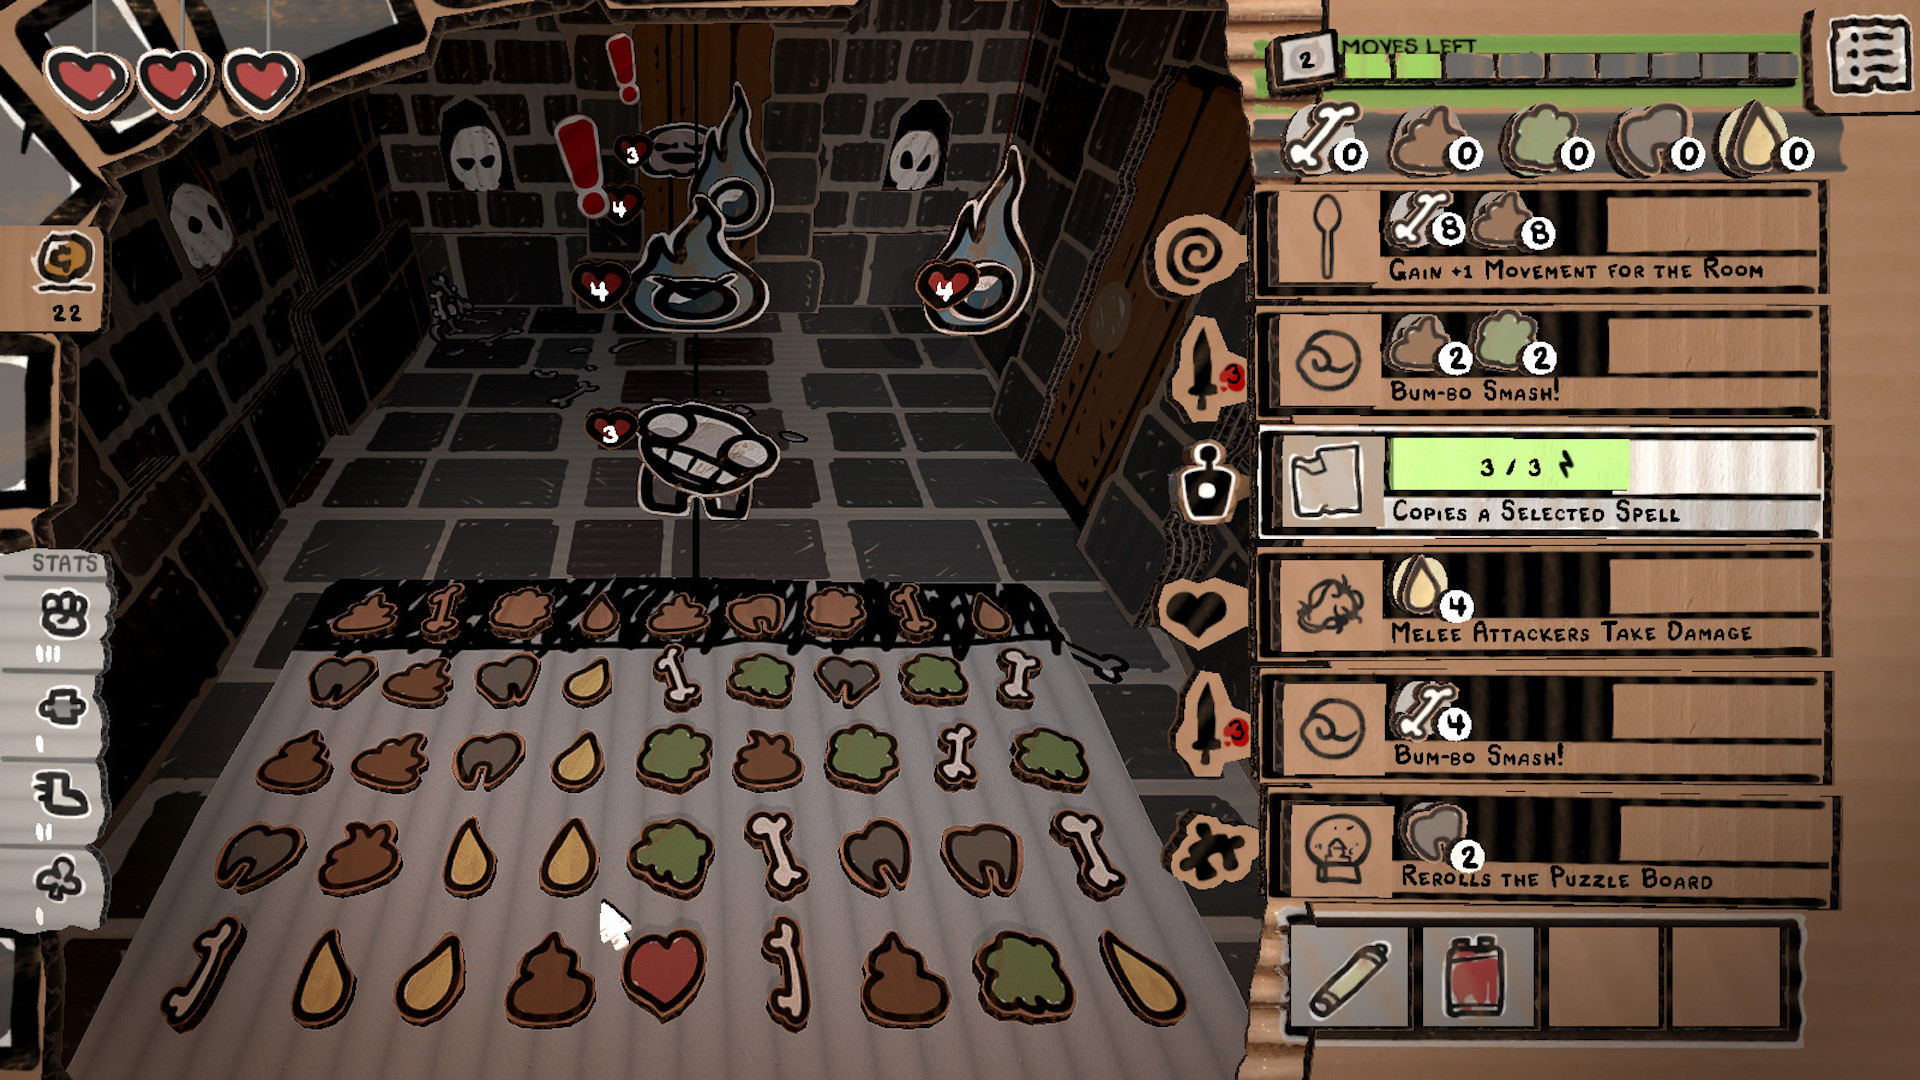 2
MOVES LEFT
0 0 0 0 0
8 8
GAIN +1 MOVEMENT FOR THE ROOM
2 2
BUM-BO SMASH!
3
3 / 3
COPIES A SELECTED SPELL
4
MELEE ATTACKERS TAKE DAMAGE
4
BUM-BO SMASH!
3
2
REROLLS THE PUZZLE BOARD
3
4
4
4
3
22
STATS